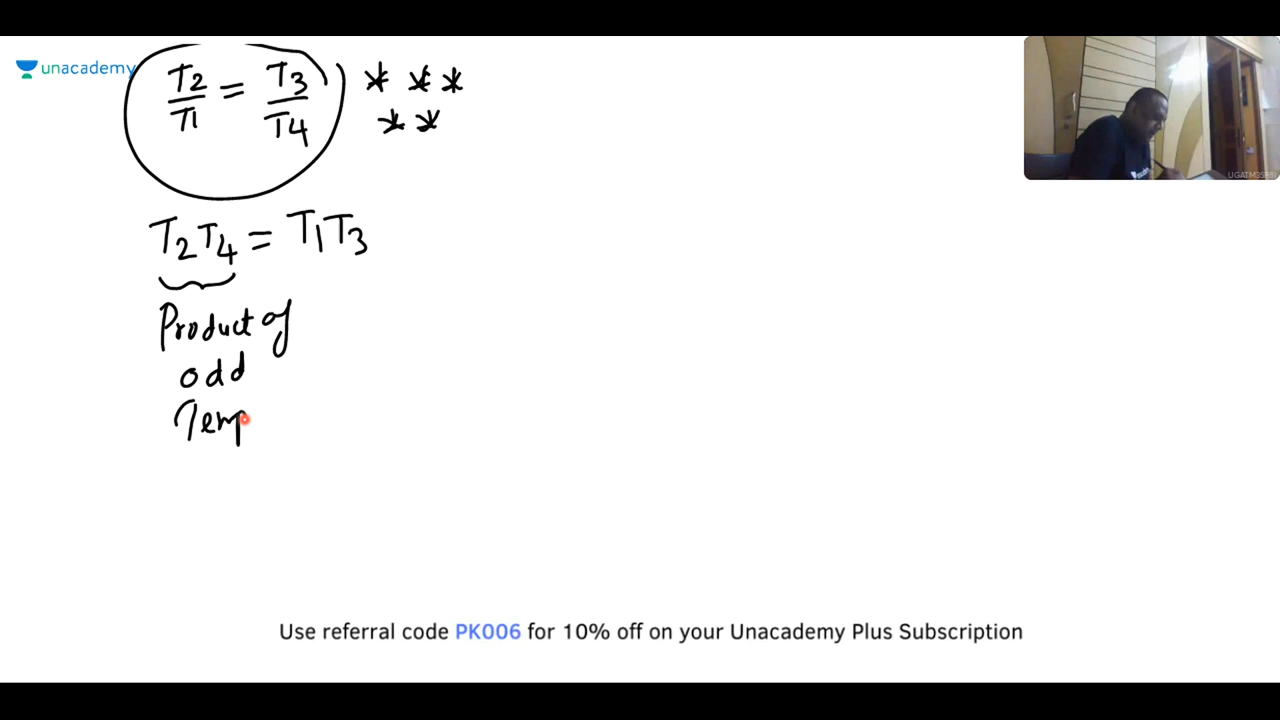 unacademy
T2/T1 = T3/T4 * * *
* *
T2T4 = T1T3
Product of
odd
Temp
UGATM35F8J
Use referral code PK006 for 10% off on your Unacademy Plus Subscription